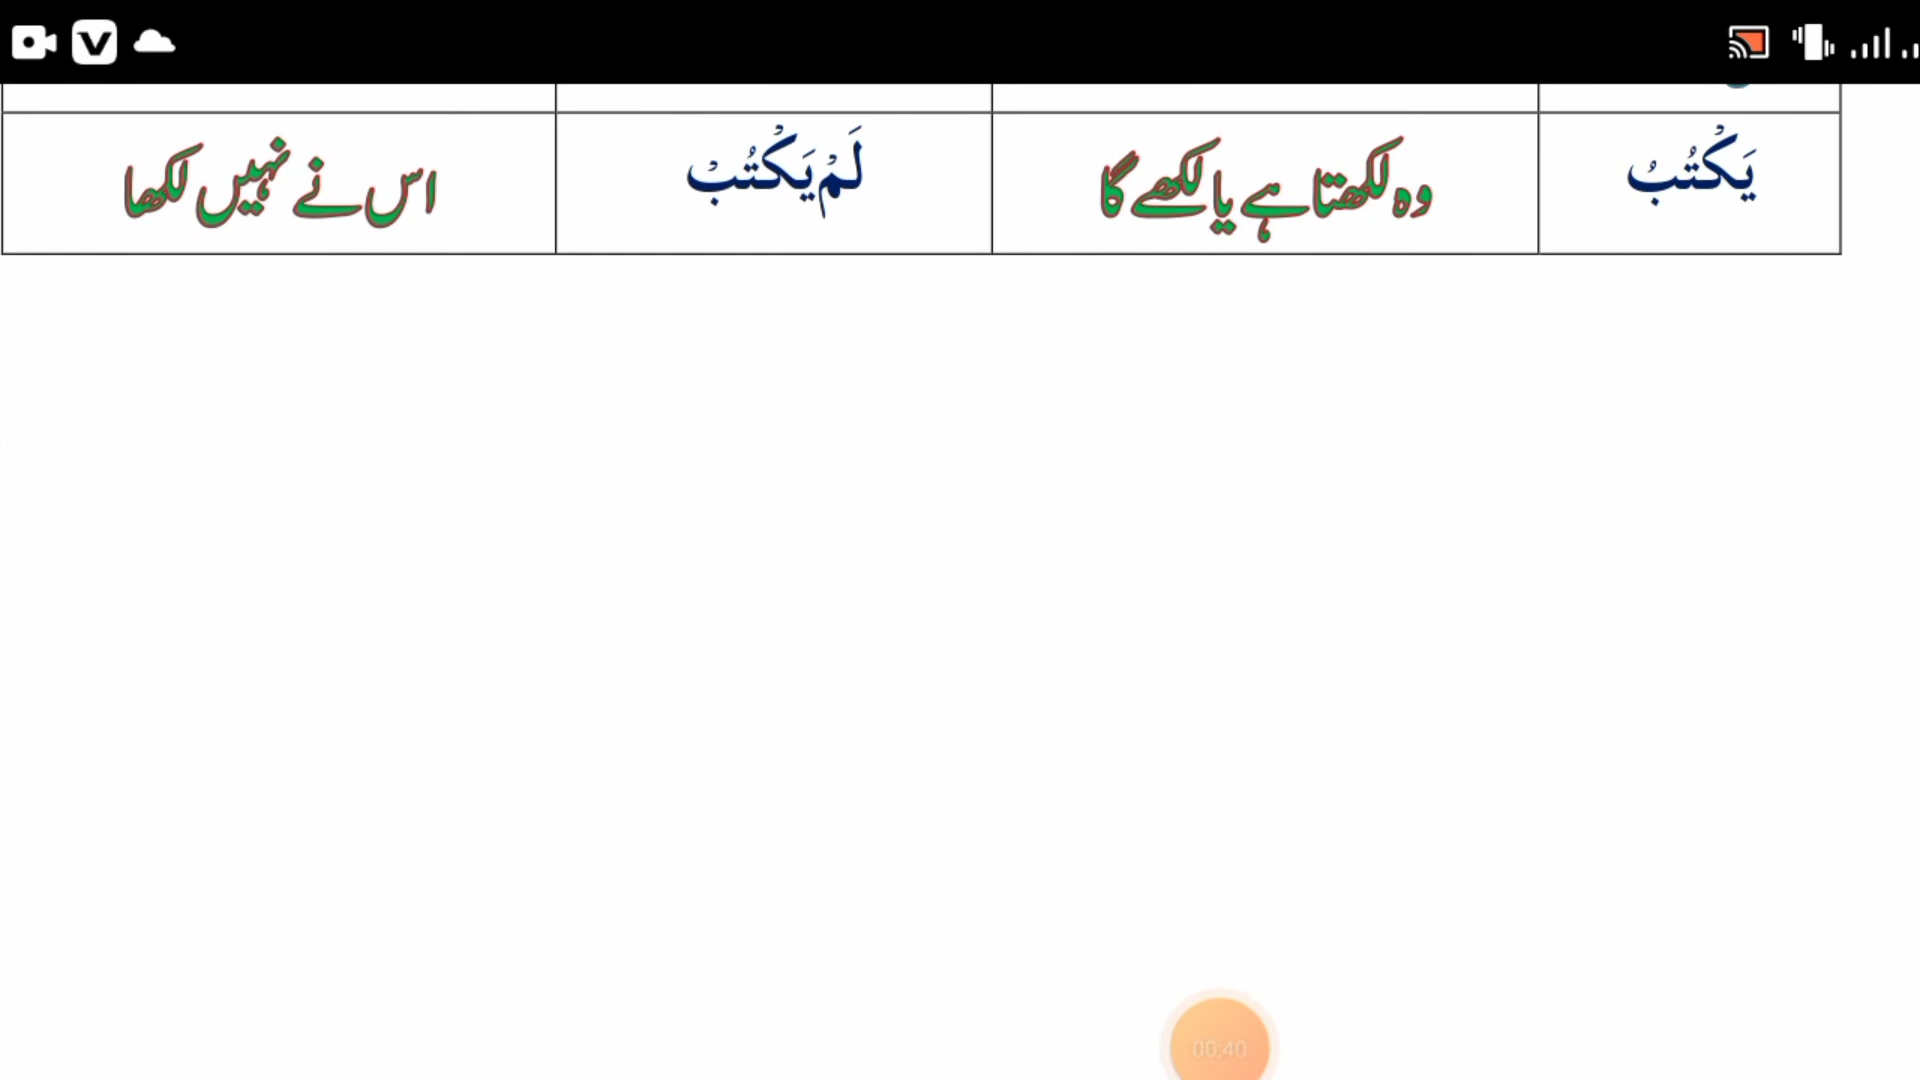 يَكْتُبُ وہ لکھتا ہے یا لکھے گا لَمْ يَكْتُبْ اس نے نہیں لکھا
00:40